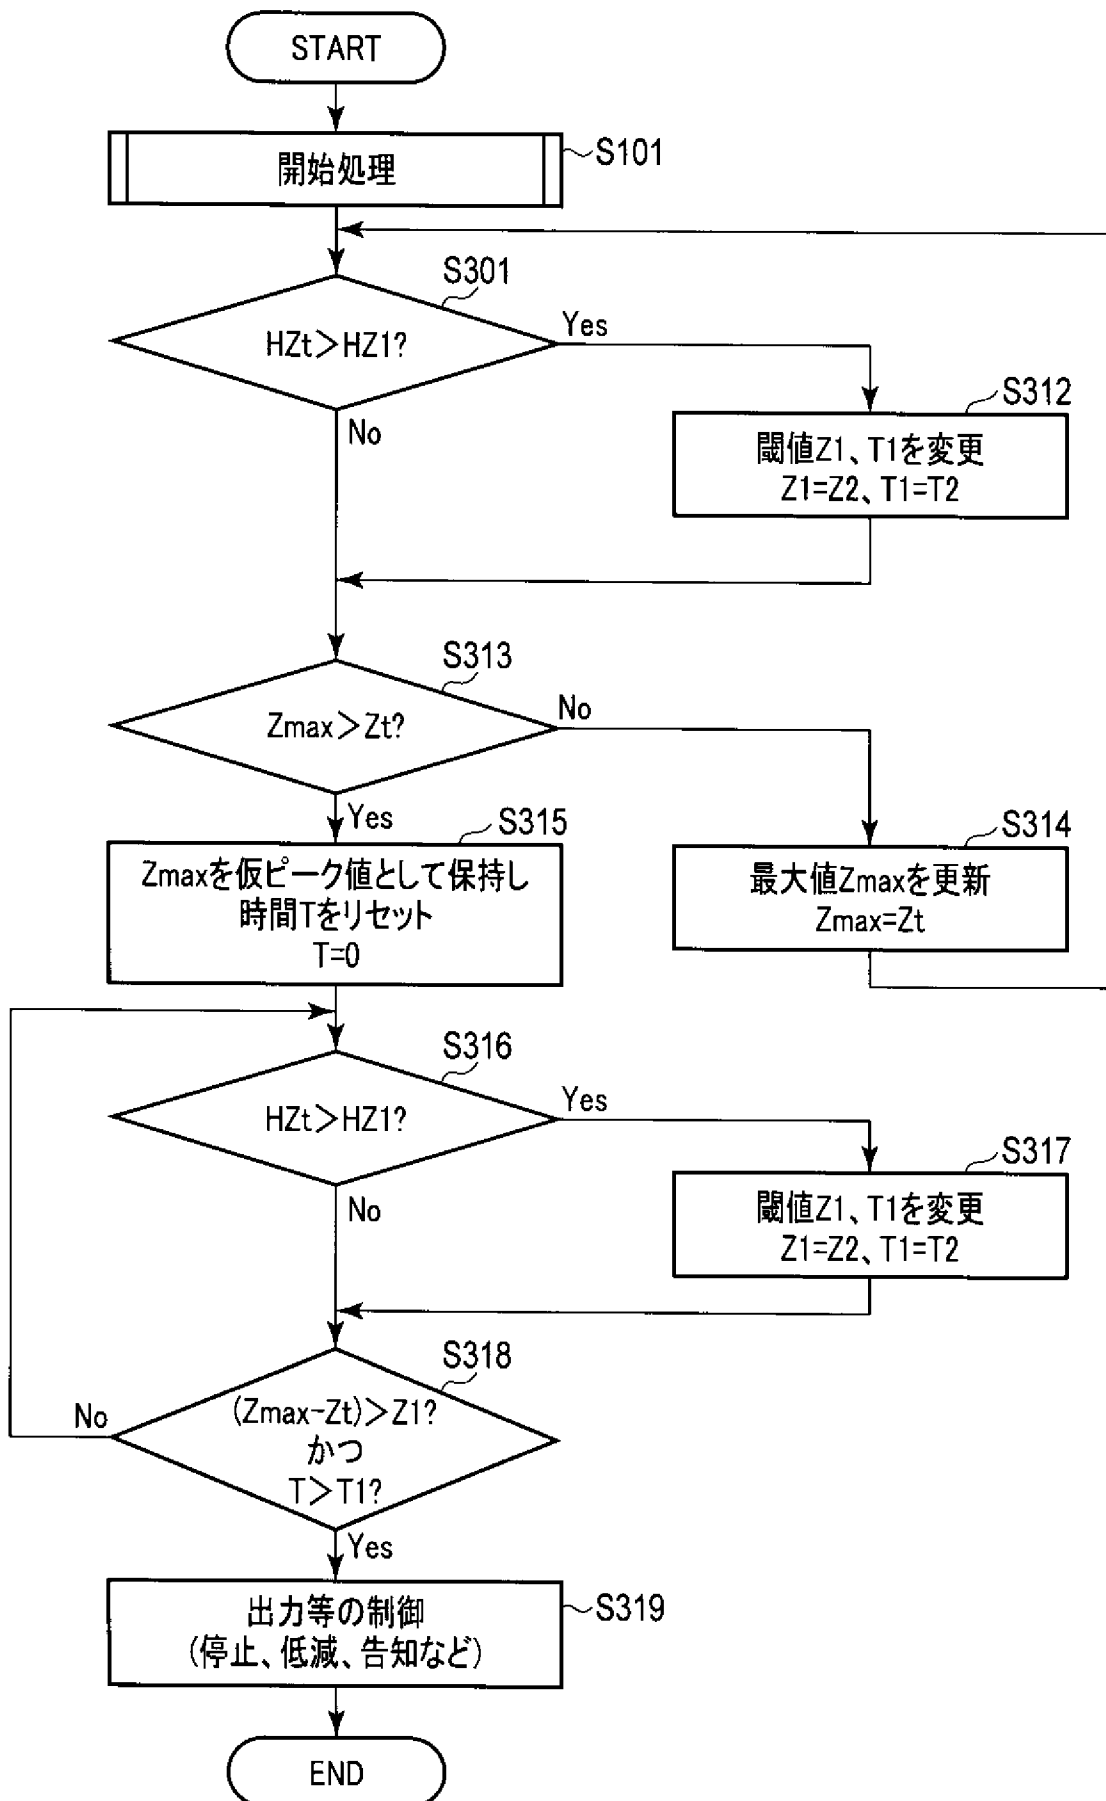 START
開始処理
S101
S301
HZt＞HZ1?
Yes
No
S312
閾値Z1、T1を変更
Z1=Z2、T1=T2
S313
Zmax＞Zt?
No
Yes
S315
Zmaxを仮ピーク値として保持し
時間Tをリセット
T=0
S314
最大値Zmaxを更新
Zmax=Zt
S316
HZt＞HZ1?
Yes
No
S317
閾値Z1、T1を変更
Z1=Z2、T1=T2
S318
(Zmax-Zt)＞Z1?
かつ
T＞T1?
No
Yes
出力等の制御
(停止、低減、告知など)
S319
END